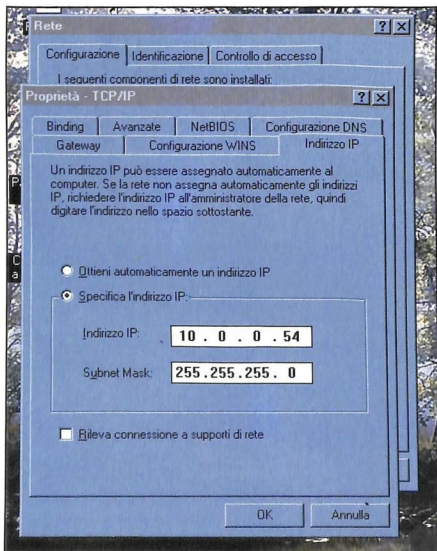 Rete
Configurazione Identificazione Controllo di accesso
I seguenti componenti di rete sono installati:
Proprietà - TCP/IP
Binding Avanzate NetBIOS Configurazione DNS
Gateway Configurazione WINS Indirizzo IP
Un indirizzo IP può essere assegnato automaticamente al
computer. Se la rete non assegna automaticamente gli indirizzi
IP, richiedere l'indirizzo IP all'amministratore della rete, quindi
digitare l'indirizzo nello spazio sottostante.
Ottieni automaticamente un indirizzo IP
Specifica l'indirizzo IP:
Indirizzo IP: 10 . 0 . 0 . 54
Subnet Mask: 255.255.255. 0
Rileva connessione a supporti di rete
OK Annulla